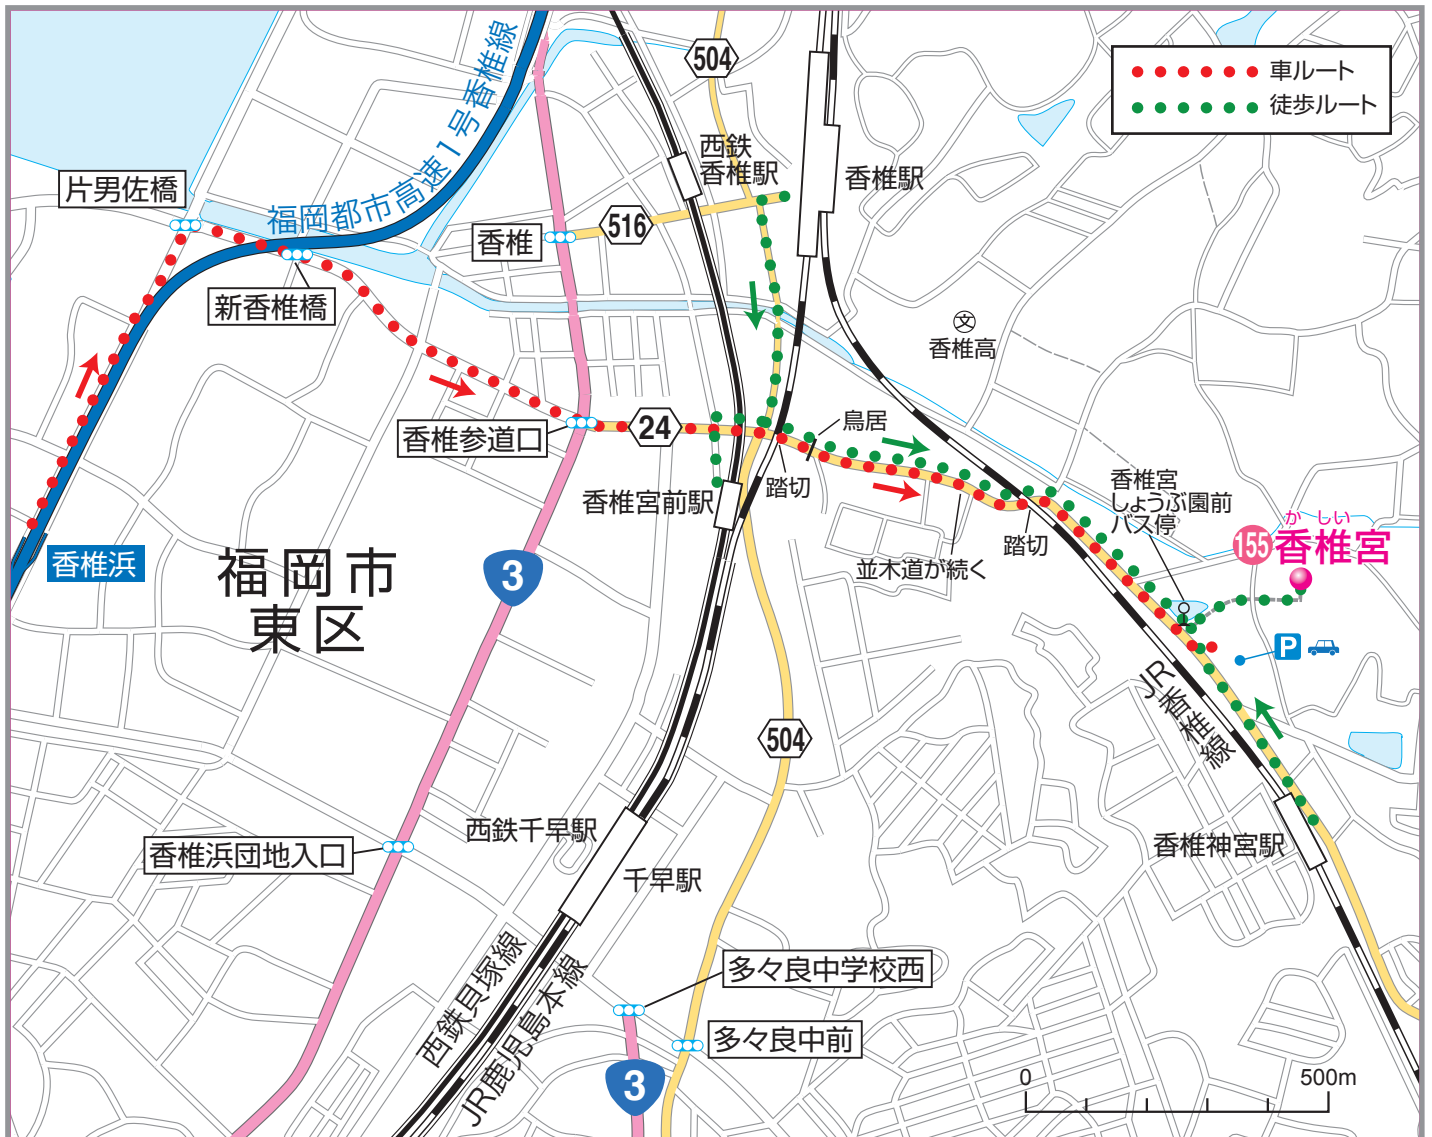 車ルート
徒歩ルート
504
西鉄
香椎駅
香椎駅
福岡都市高速1号香椎線
片男佐橋
香椎
516
新香椎橋
文
香椎高
鳥居
香椎参道口
24
香椎宮前駅
踏切
香椎宮
しょうぶ園前
バス停
かしい
155
香椎宮
踏切
並木道が続く
香椎浜
福岡市
東区
3
P
JR香椎線
504
西鉄千早駅
香椎神宮駅
香椎浜団地入口
千早駅
西鉄貝塚線
JR鹿児島本線
多々良中学校西
多々良中前
3
0
500m